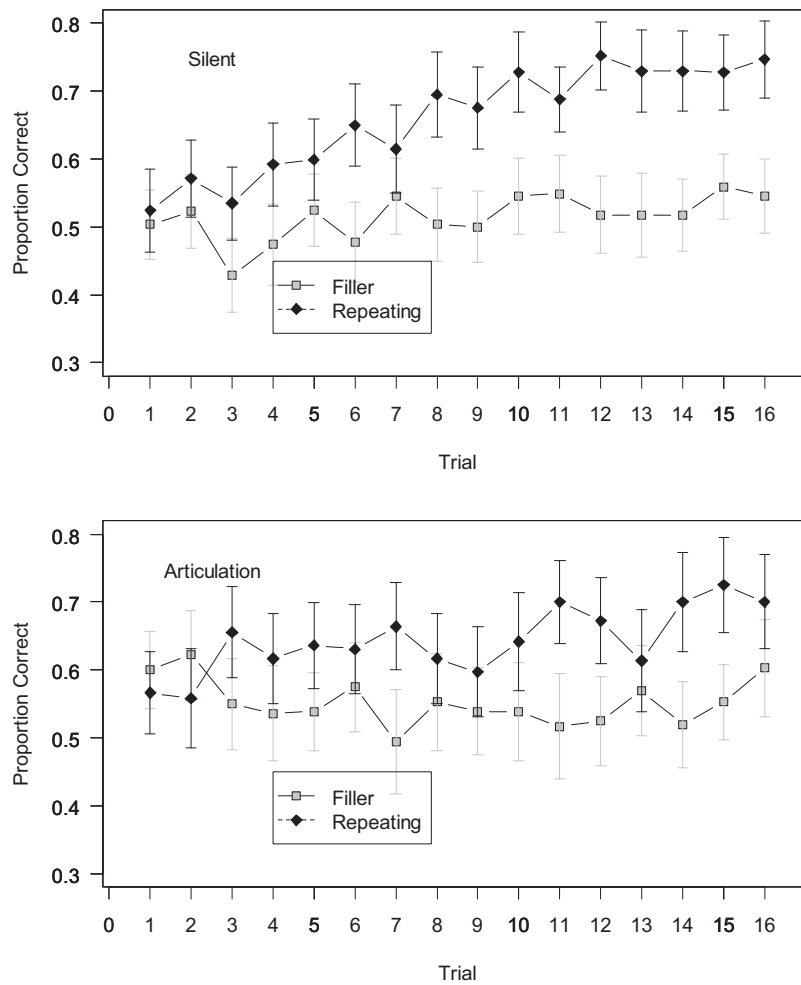 0.8
Silent
0.7
0.6
0.5
0.4
0.3
Proportion Correct
Filler
Repeating
0 1 2 3 4 5 6 7 8 9 10 11 12 13 14 15 16
Trial
0.8
Articulation
0.7
0.6
0.5
0.4
0.3
Proportion Correct
Filler
Repeating
0 1 2 3 4 5 6 7 8 9 10 11 12 13 14 15 16
Trial